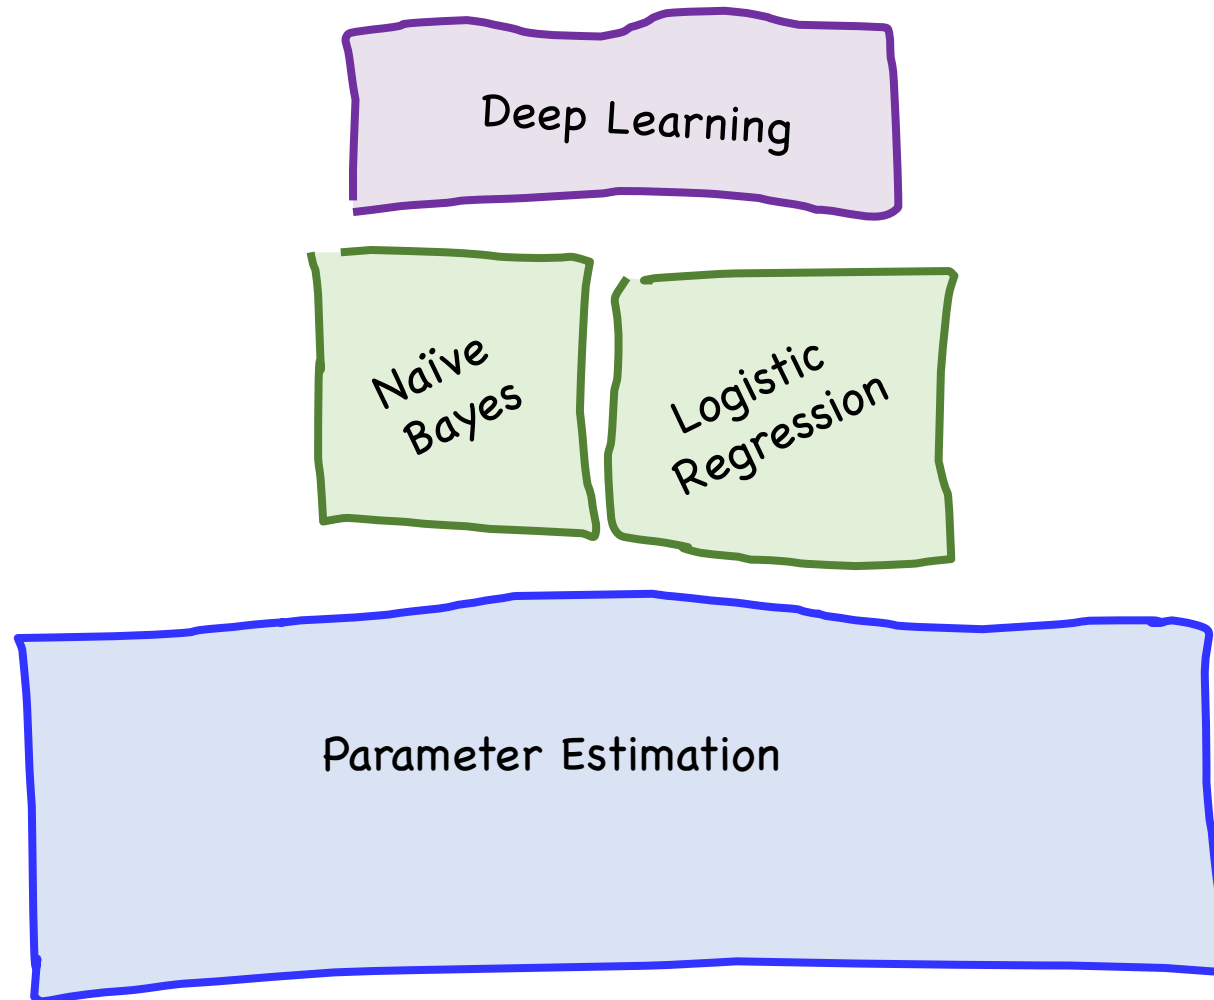 Deep Learning
Naïve
Bayes
Logistic
Regression
Parameter Estimation